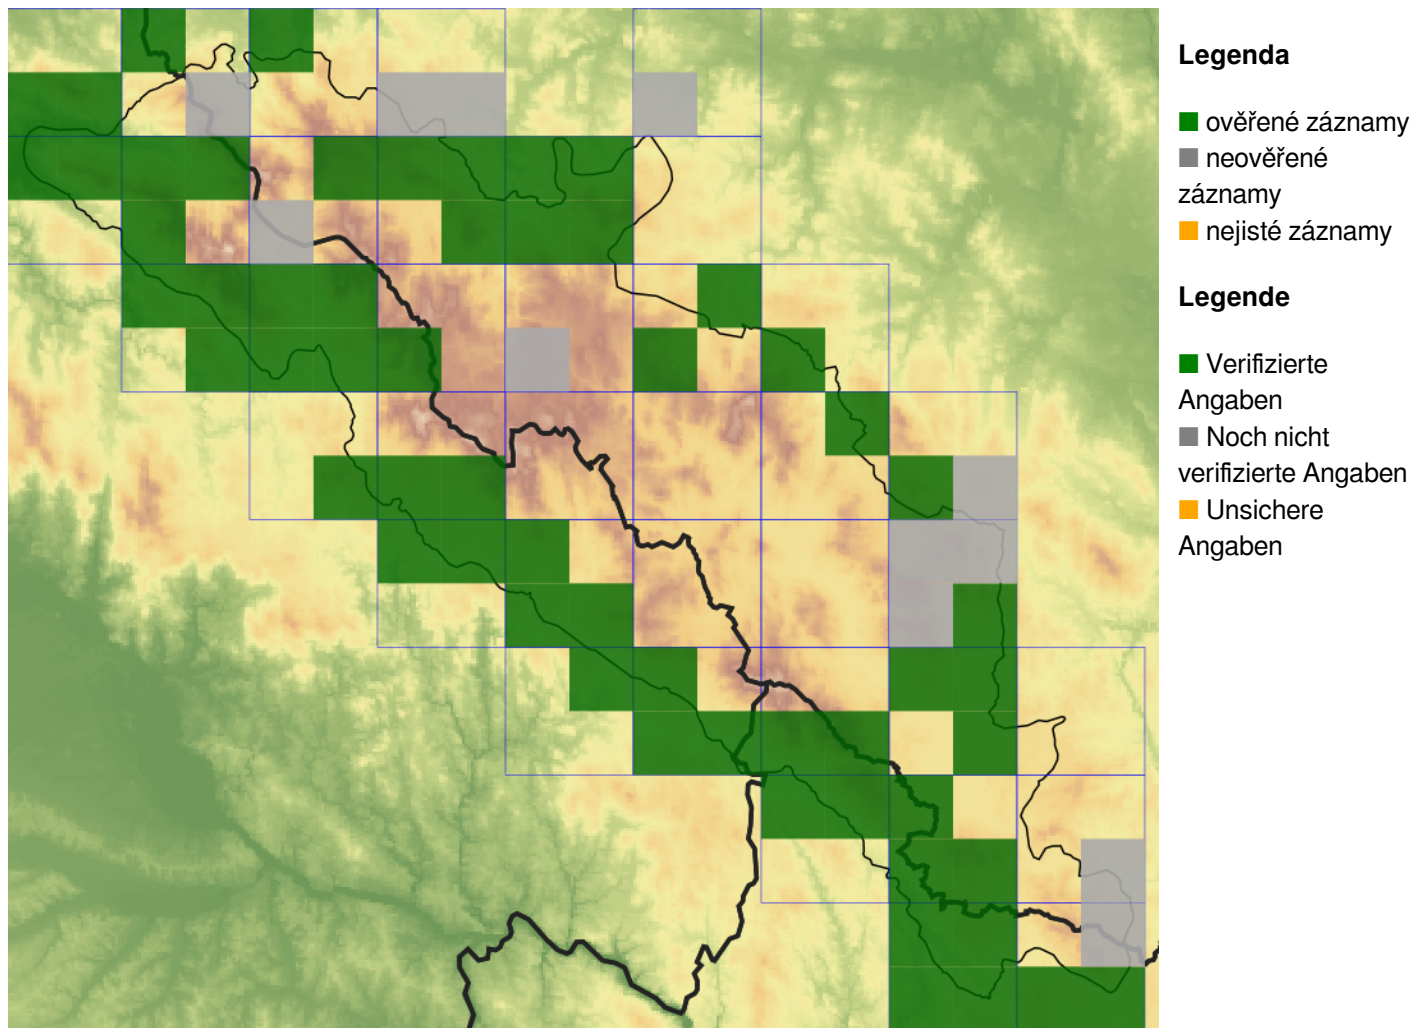 Legenda
ověřené záznamy
neověřené
záznamy
nejisté záznamy
Legende
Verifizierte
Angaben
Noch nicht
verifizierte Angaben
Unsichere
Angaben